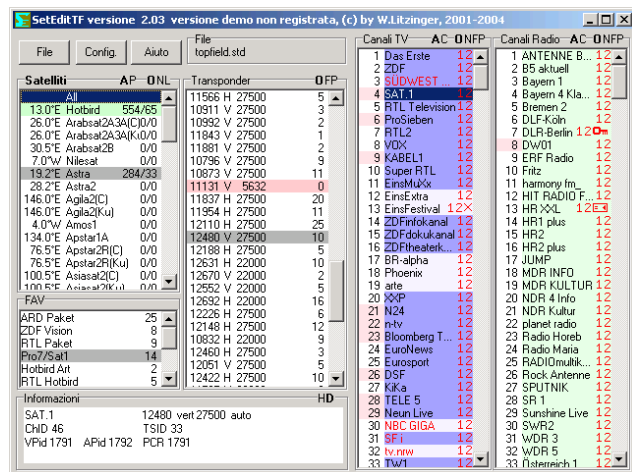 SetEditTF versione 2.03 versione demo non registrata, (c) by W.Litzinger, 2001-2004
File Config. Aiuto
File
topfield.std
Satelliti AP ONL
All
13.0°E Hotbird 554/65
26.0°E Arabsat2A3A(C)0/0
26.0°E Arabsat2A3A(Ku0/0
30.5°E Arabsat2B 0/0
7.0°W Nilesat 0/0
19.2°E Astra 284/33
28.2°E Astra2 0/0
146.0°E Agila2(C) 0/0
146.0°E Agila2(Ku) 0/0
4.0°W Amos1 0/0
134.0°E Apstar1A 0/0
76.5°E Apstar2R(C) 0/0
76.5°E Apstar2R(Ku) 0/0
100.5°E Asiasat2(C) 0/0
100.5°E Asiasat2(Ku) 0/0
FAV
ARD Paket 25
ZDF Vision 8
RTL Paket 9
Pro7/Sat1 14
Hotbird Art 2
RTL Hotbird 5
Transponder OFP
11566 H 27500 5
10911 V 27500 3
10992 V 27500 2
11843 V 27500 1
11881 V 27500 2
10796 V 27500 9
10873 V 27500 11
11131 V 5632 0
11837 H 27500 20
11954 H 27500 11
12110 H 27500 25
12480 V 27500 10
12188 H 27500 5
12631 H 22000 10
12670 V 22000 2
12552 V 22000 5
12692 H 22000 16
12226 H 27500 6
12148 H 27500 12
10832 H 22000 9
12460 H 27500 3
12051 V 27500 5
12422 H 27500 10
Informazioni HD
SAT.1 12480 vert 27500 auto
ChID 46 TSID 33
VPid 1791 APid 1792 PCR 1791
Canali TV AC ONFP
1 Das Erste 12
2 ZDF 12
3 SÜDWEST ... 12
4 SAT.1 12
5 RTL Television 12
6 ProSieben 12
7 RTL2 12
8 VOX 12
9 KABEL1 12
10 Super RTL 12
11 EinsMuXx 12
12 EinsExtra 12
13 EinsFestival 12X
14 ZDFinfokanal 12
15 ZDFdokukanal 12
16 ZDFtheaterk... 12
17 BR-alpha 12
18 Phoenix 12
19 arte 12
20 XXP 12
21 N24 12
22 n-tv 12
23 Bloomberg T... 12
24 EuroNews 12
25 Eurosport 12
26 DSF 12
27 KiKa 12
28 TELE 5 12
29 Neun Live 12
30 NBC GIGA 12
31 SF i 12
32 tv.nrw 12
33 TW1 12
Canali Radio AC ONFP
1 ANTENNE B... 12
2 B5 aktuell 12
3 Bayern 1 12
4 Bayern 4 Kla... 12
5 Bremen 2 12
6 DLF-Köln 12
7 DLR-Berlin 12
8 DW01 12
9 ERF Radio 12
10 Fritz 12
11 harmony fm_ 12
12 HIT RADIO F... 12
13 HR XXL 12
14 HR1 plus 12
15 HR2 12
16 HR2 plus 12
17 JUMP 12
18 MDR INFO 12
19 MDR KULTUR 12
20 NDR 4 Info 12
21 NDR Kultur 12
22 planet radio 12
23 Radio Horeb 12
24 Radio Maria 12
25 RADIOmultik... 12
26 Rock Antenne 12
27 SPUTNIK 12
28 SR 1 12
29 Sunshine Live 12
30 SWR2 12
31 WDR 3 12
32 WDR 5 12
33 Österreich 1 12